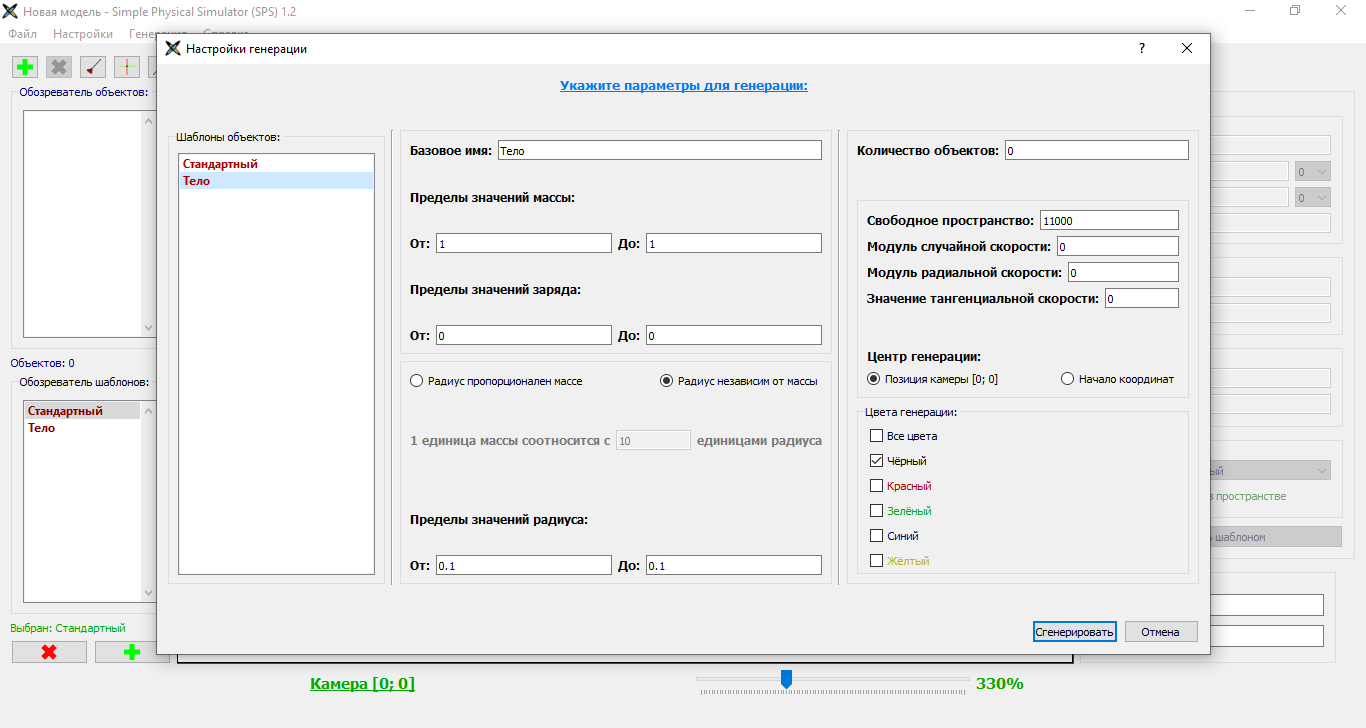 Новая модель - Simple Physical Simulator (SPS) 1.2
Файл Настройки
Обозреватель объектов:
Объектов: 0
Обозреватель шаблонов:
Стандартный
Тело
Выбран: Стандартный
Настройки генерации
?
Укажите параметры для генерации:
Шаблоны объектов:
Стандартный
Тело
Базовое имя: Тело
Пределы значений массы:
От: 1 До: 1
Пределы значений заряда:
От: 0 До: 0
Радиус пропорционален массе Радиус независим от массы
1 единица массы соотносится с 10 единицами радиуса
Пределы значений радиуса:
От: 0.1 До: 0.1
Количество объектов: 0
Свободное пространство: 11000
Модуль случайной скорости: 0
Модуль радиальной скорости: 0
Значение тангенциальной скорости: 0
Центр генерации:
Позиция камеры [0; 0] Начало координат
Цвета генерации:
Все цвета
Чёрный
Красный
Зелёный
Синий
Жёлтый
Сгенерировать Отмена
0
0
пространстве
шаблоном
Камера [0; 0]
330%